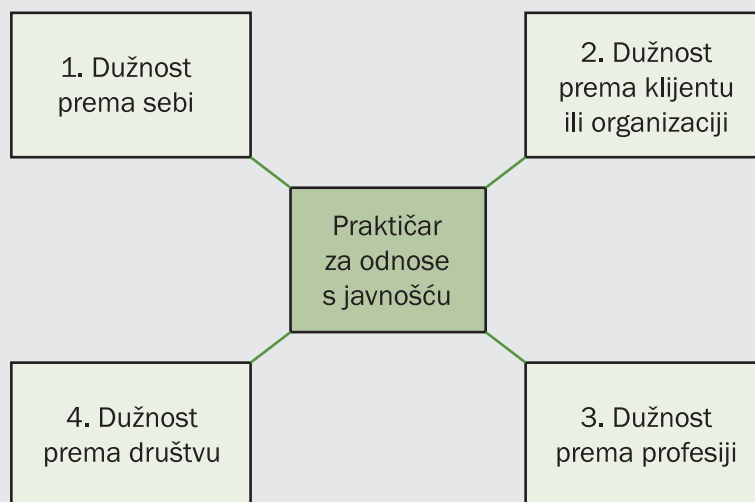 1. Dužnost
prema sebi
2. Dužnost
prema klijentu
ili organizaciji
Praktičar
za odnose
s javnošću
4. Dužnost
prema društvu
3. Dužnost
prema profesiji